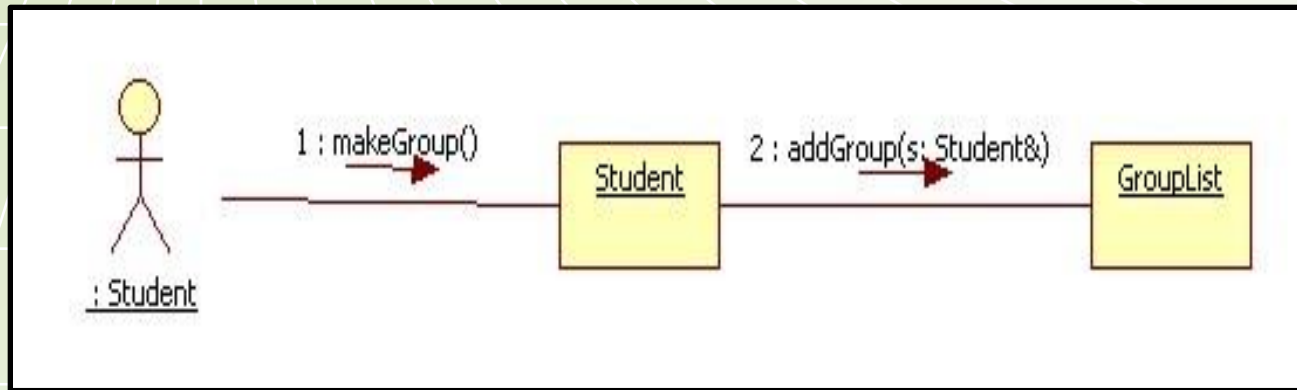 1 : makeGroup()
2 : addGroup(s: Student&)
Student
GroupList
: Student